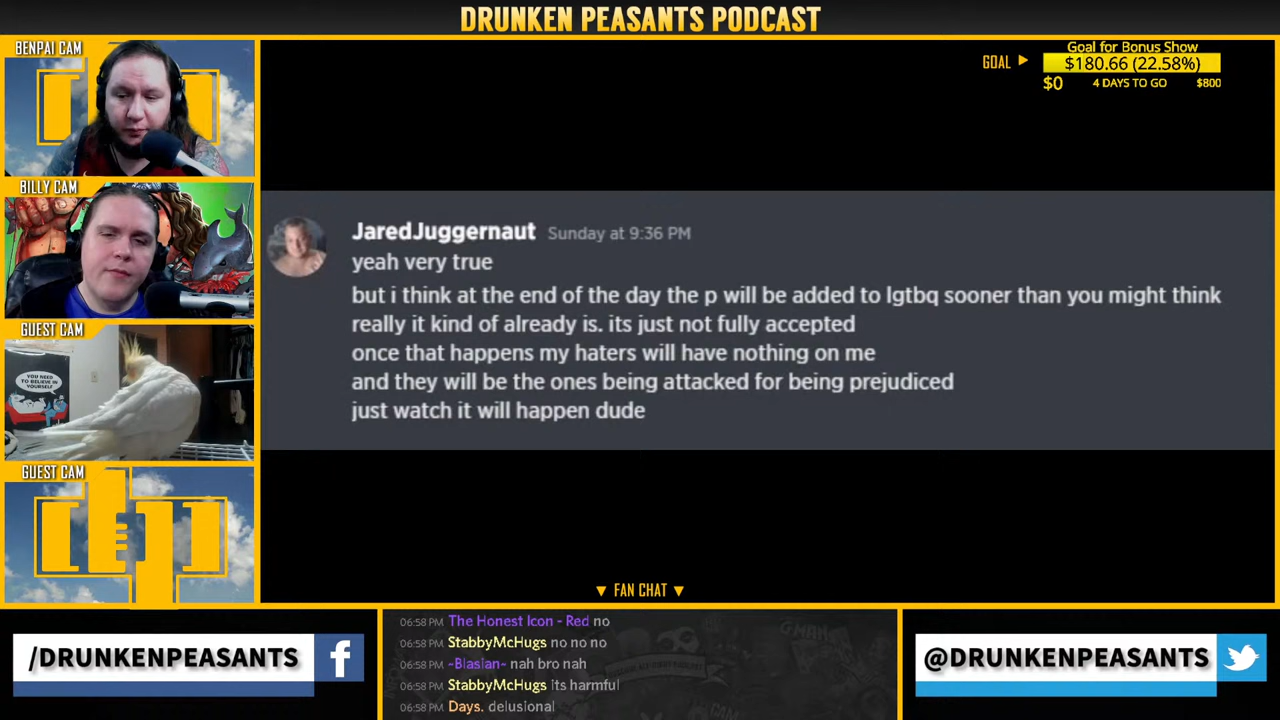 DRUNKEN PEASANTS PODCAST
BENPAI CAM
BILLY CAM
GUEST CAM
YOU NEED
TO BELIEVE IN
YOURSELF
GUEST CAM
GOAL ▶
Goal for Bonus Show
$180.66 (22.58%)
$0 4 DAYS TO GO $800
JaredJuggernaut Sunday at 9:36 PM
yeah very true
but i think at the end of the day the p will be added to lgtbq sooner than you might think
really it kind of already is. its just not fully accepted
once that happens my haters will have nothing on me
and they will be the ones being attacked for being prejudiced
just watch it will happen dude
▼ FAN CHAT ▼
06:58 PM The Honest Icon - Red no
06:58 PM StabbyMcHugs no no no
06:58 PM ~Blaslan~ nah bro nah
06:58 PM StabbyMcHugs its harmful
06:58 PM Days. delusional
/DRUNKENPEASANTS f
@DRUNKENPEASANTS